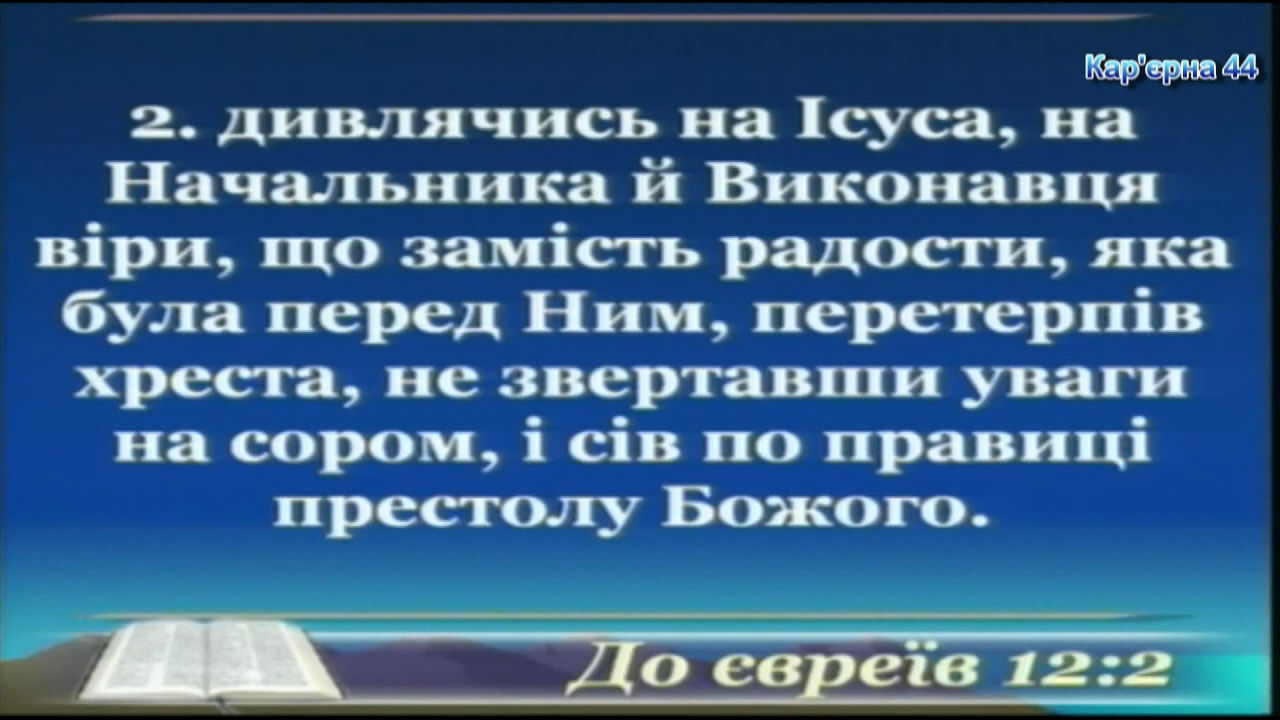 Кар'єрна 44
2. дивлячись на Ісуса, на
Начальника й Виконавця
віри, що замість радости, яка
була перед Ним, перетерпів
хреста, не звертавши уваги
на сором, і сів по правиці
престолу Божого.
До євреїв 12:2